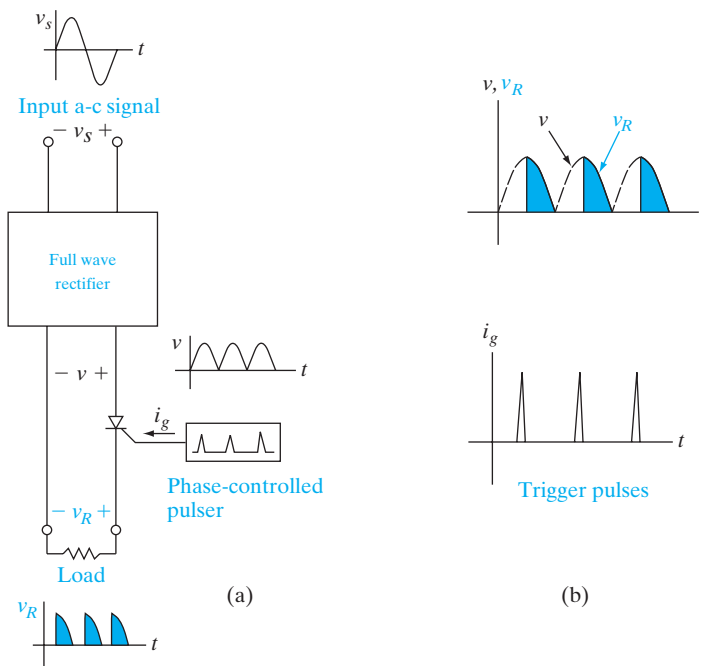 v_s
t
Input a-c signal
− v_s +
Full wave
rectifier
v
t
− v +
i_g
Phase-controlled
pulser
− v_R +
Load
v_R
t
(a)
v, v_R
v
v_R
i_g
t
Trigger pulses
(b)